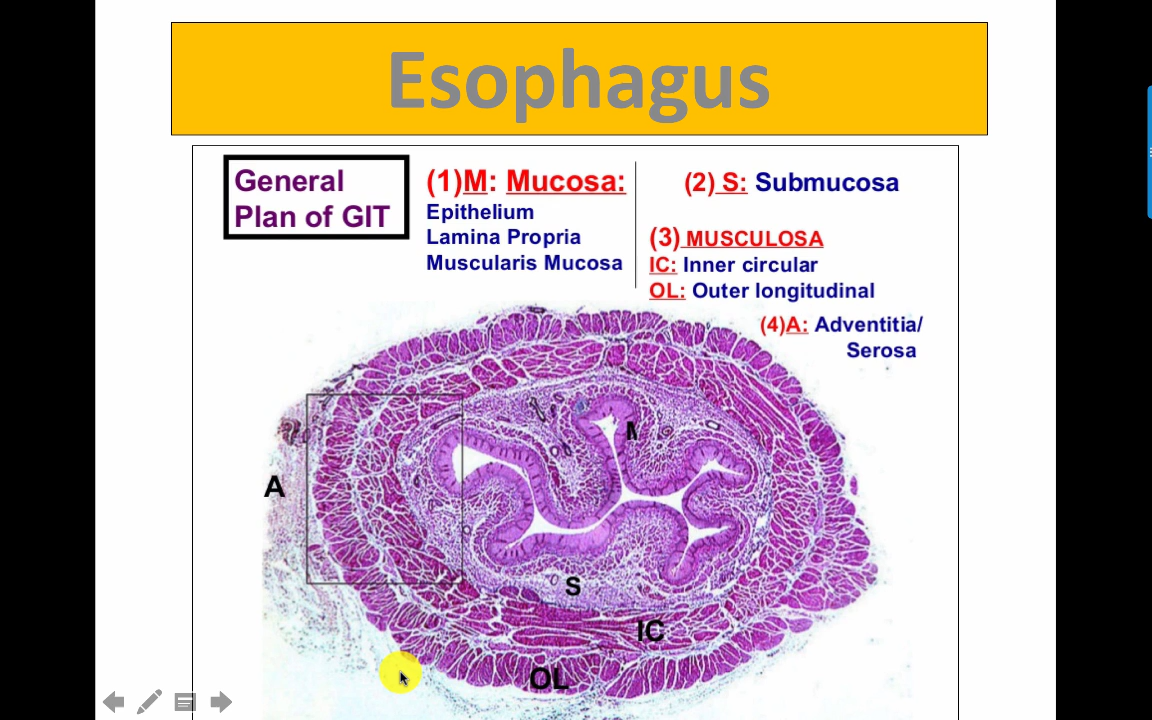 Esophagus
General
Plan of GIT
(1)M: Mucosa:
Epithelium
Lamina Propria
Muscularis Mucosa
(2) S: Submucosa
(3) MUSCULOSA
IC: Inner circular
OL: Outer longitudinal
(4)A: Adventitia/
Serosa
M
A
S
IC
OL